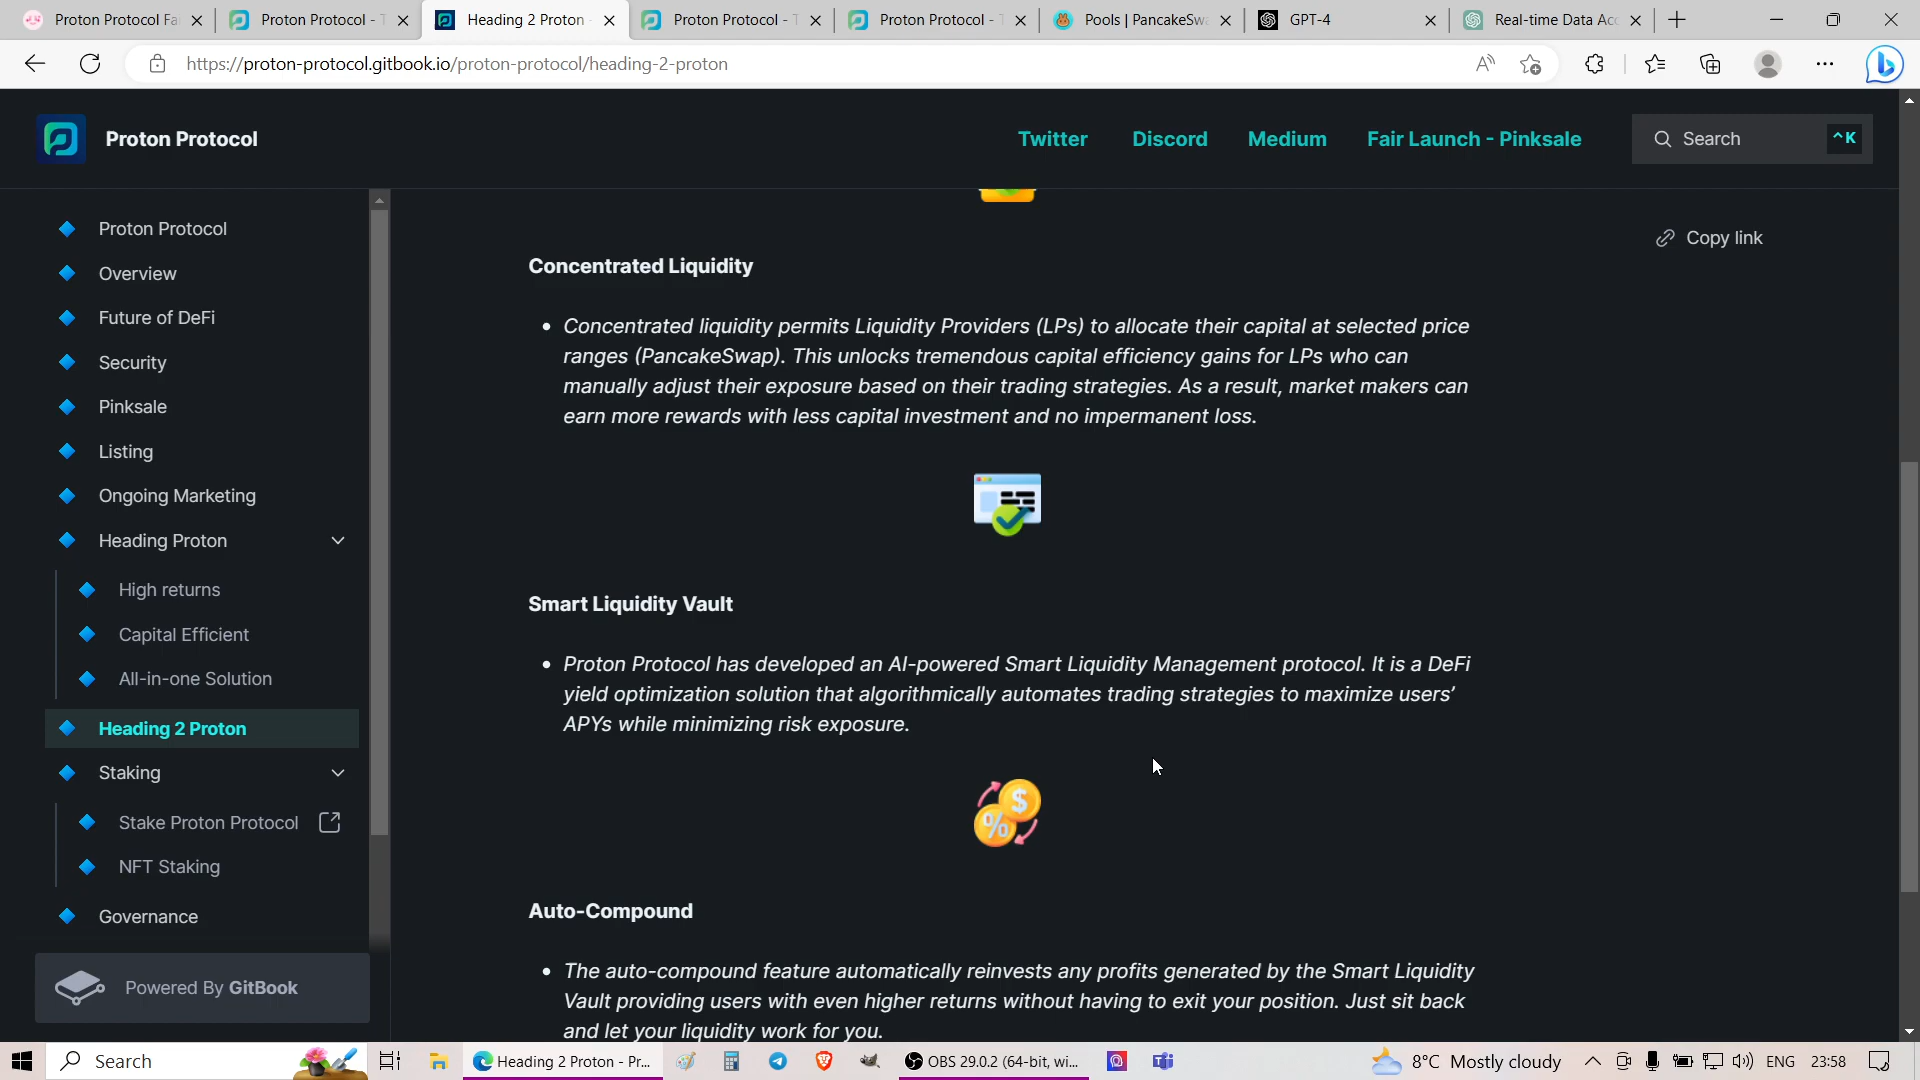 Proton Protocol Fa
Proton Protocol - T
Heading 2 Proton -
Proton Protocol - T
Proton Protocol - T
Pools | PancakeSwa
GPT-4
Real-time Data Acc
https://proton-protocol.gitbook.io/proton-protocol/heading-2-proton
Proton Protocol
Twitter
Discord
Medium
Fair Launch - Pinksale
Search
^K
Proton Protocol
Overview
Future of DeFi
Security
Pinksale
Listing
Ongoing Marketing
Heading Proton
High returns
Capital Efficient
All-in-one Solution
Heading 2 Proton
Staking
Stake Proton Protocol
NFT Staking
Governance
Powered By GitBook
Copy link
Concentrated Liquidity
• Concentrated liquidity permits Liquidity Providers (LPs) to allocate their capital at selected price
ranges (PancakeSwap). This unlocks tremendous capital efficiency gains for LPs who can
manually adjust their exposure based on their trading strategies. As a result, market makers can
earn more rewards with less capital investment and no impermanent loss.
Smart Liquidity Vault
• Proton Protocol has developed an AI-powered Smart Liquidity Management protocol. It is a DeFi
yield optimization solution that algorithmically automates trading strategies to maximize users’
APYs while minimizing risk exposure.
$
%
Auto-Compound
• The auto-compound feature automatically reinvests any profits generated by the Smart Liquidity
Vault providing users with even higher returns without having to exit your position. Just sit back
and let your liquidity work for you.
Search
Heading 2 Proton - Pr...
OBS 29.0.2 (64-bit, wi...
8°C Mostly cloudy
ENG
23:58